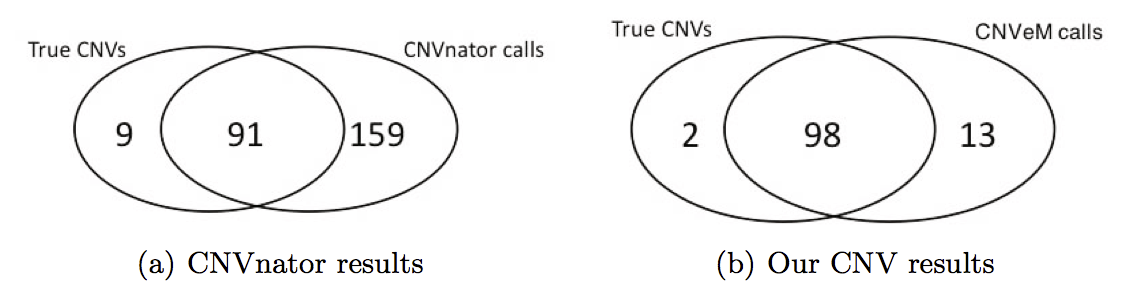 True CNVs
CNVnator calls
9
91
159
(a) CNVnator results
True CNVs
CNVeM calls
2
98
13
(b) Our CNV results